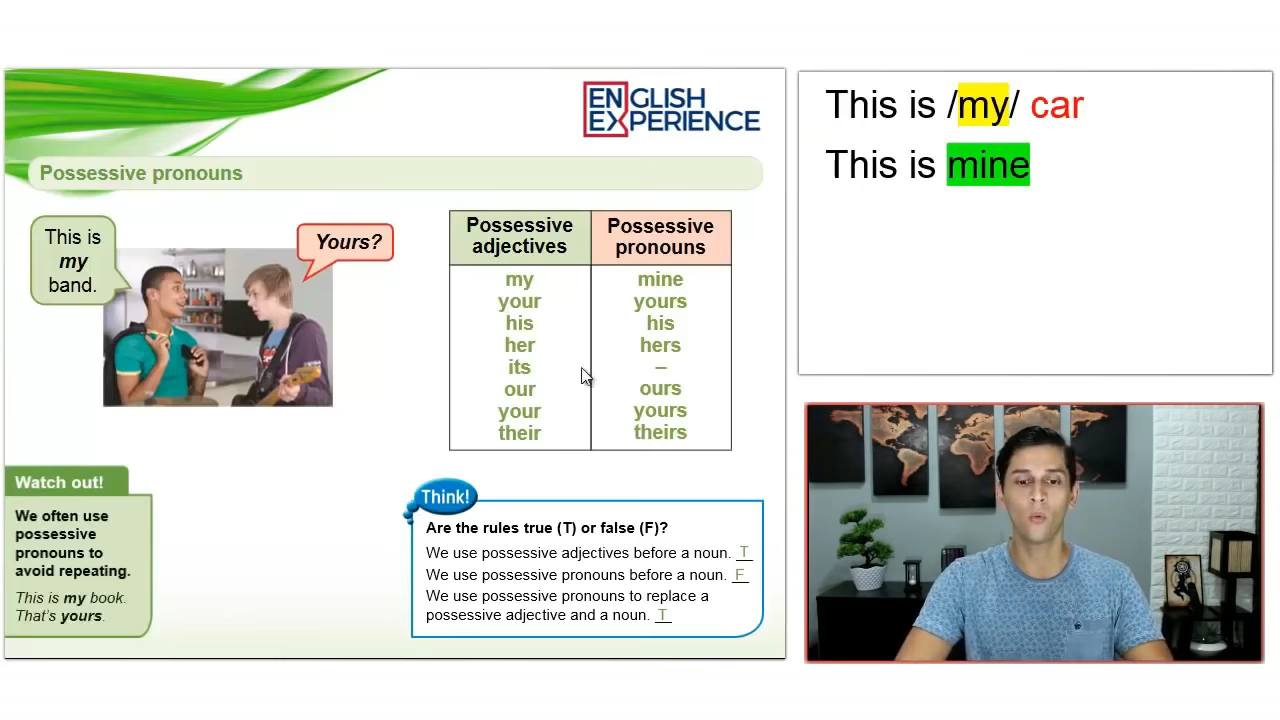 ENGLISH
EXPERIENCE
Possessive pronouns
This is
my
band.
Yours?
Possessive
adjectives
Possessive
pronouns
my mine
your yours
his his
her hers
its –
our ours
your yours
their theirs
Watch out!
We often use
possessive
pronouns to
avoid repeating.
This is my book.
That's yours.
Think!
Are the rules true (T) or false (F)?
We use possessive adjectives before a noun. T
We use possessive pronouns before a noun. F
We use possessive pronouns to replace a
possessive adjective and a noun. T
This is /my/ car
This is mine